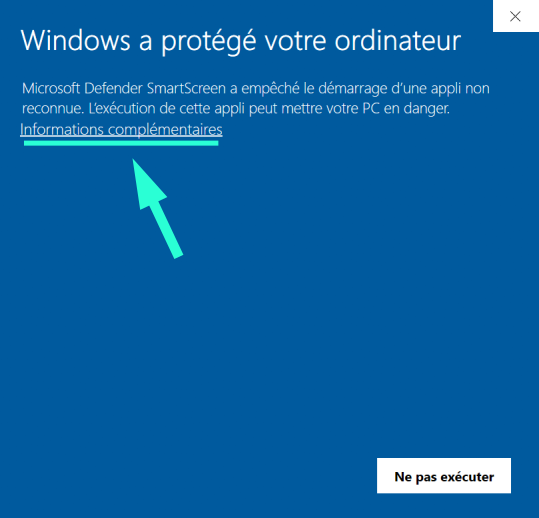 Windows a protégé votre ordinateur
Microsoft Defender SmartScreen a empêché le démarrage d'une appli non
reconnue. L'exécution de cette appli peut mettre votre PC en danger.
Informations complémentaires
Ne pas exécuter